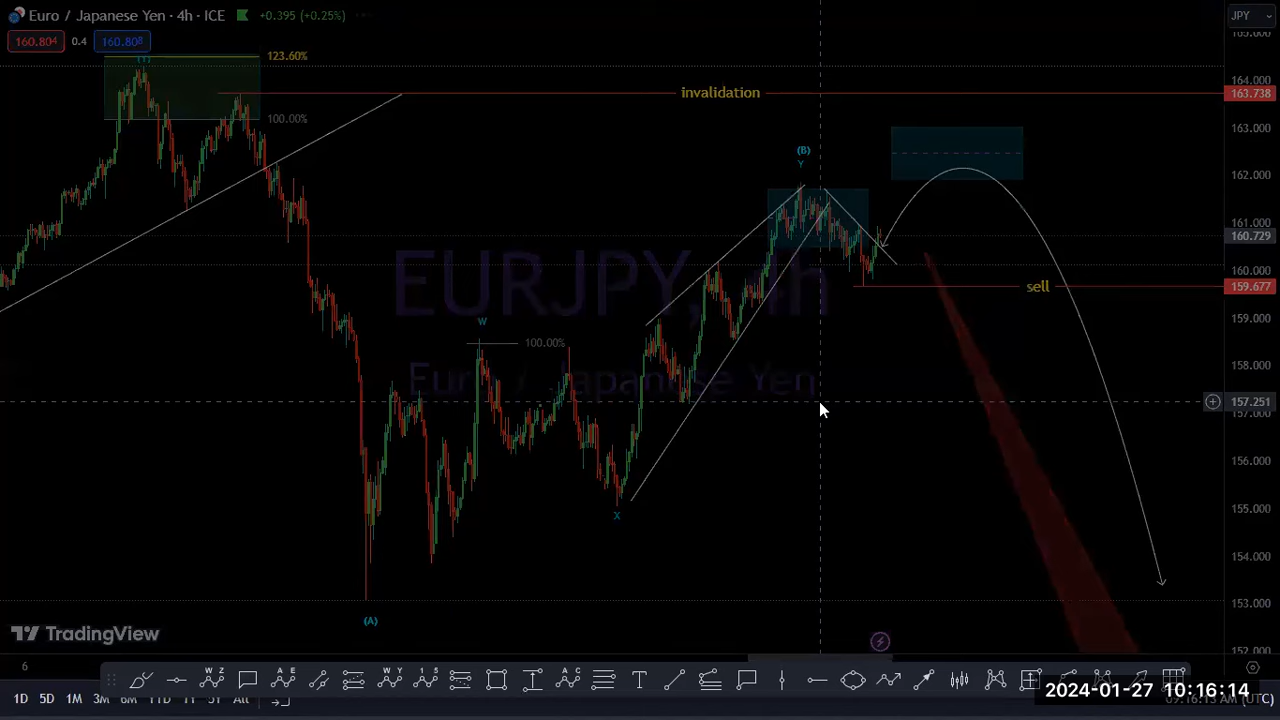 Euro / Japanese Yen · 4h · ICE +0.395 (+0.25%) JPY
160.804 0.4 160.808
123.60%
164.000
invalidation 163.738
100.00%
163.000
(B)
Y
162.000
161.000
160.729
EURJPY, 4h
160.000
sell 159.677
159.000
W
100.00%
158.000
Euro / Japanese Yen
157.251
157.000
156.000
X
155.000
154.000
153.000
(A)
TradingView
152.000
6
W Z A E W Y 1 5 A C T
2024-01-27 10:16:14
1D 5D 1M 3M 6M YTD 1Y 5Y All (UTC)